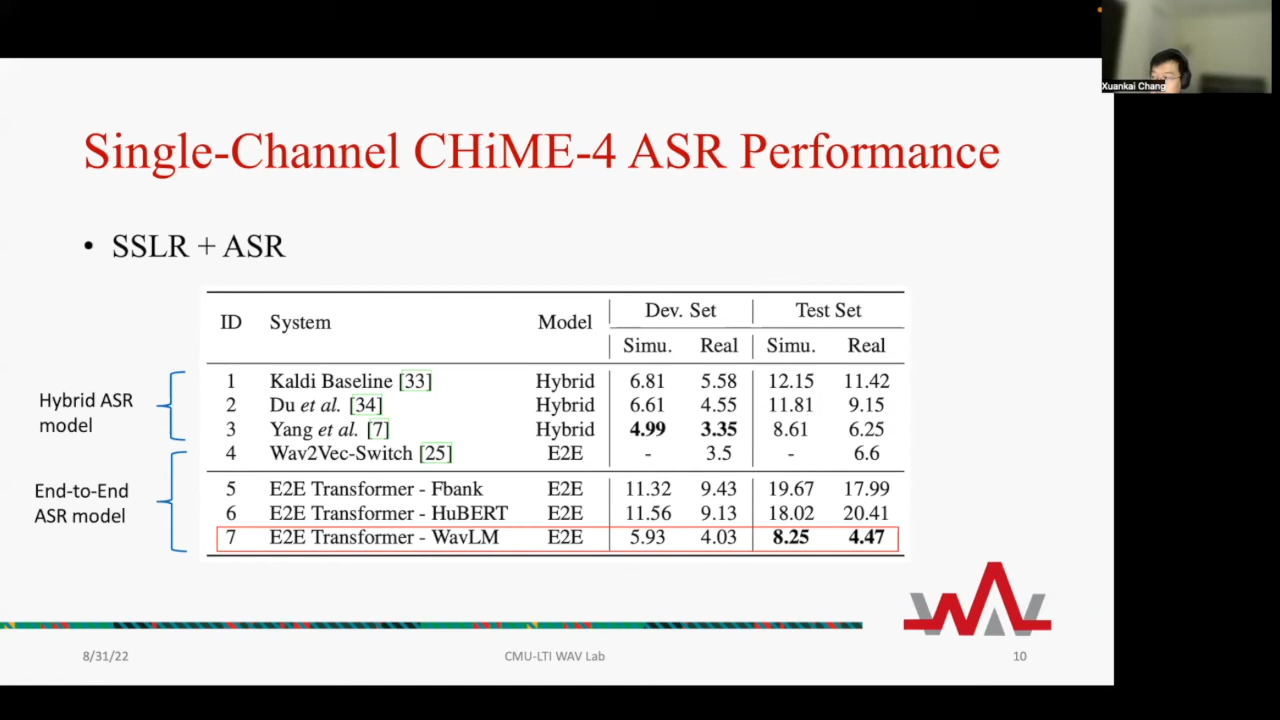 Xuankai Chang
Single-Channel CHiME-4 ASR Performance
• SSLR + ASR
ID System Model Dev. Set Test Set
Simu. Real Simu. Real
Hybrid ASR model
1 Kaldi Baseline [33] Hybrid 6.81 5.58 12.15 11.42
2 Du et al. [34] Hybrid 6.61 4.55 11.81 9.15
3 Yang et al. [7] Hybrid 4.99 3.35 8.61 6.25
4 Wav2Vec-Switch [25] E2E - 3.5 - 6.6
End-to-End ASR model
5 E2E Transformer - Fbank E2E 11.32 9.43 19.67 17.99
6 E2E Transformer - HuBERT E2E 11.56 9.13 18.02 20.41
7 E2E Transformer - WavLM E2E 5.93 4.03 8.25 4.47
WAV
8/31/22 CMU-LTI WAV Lab 10